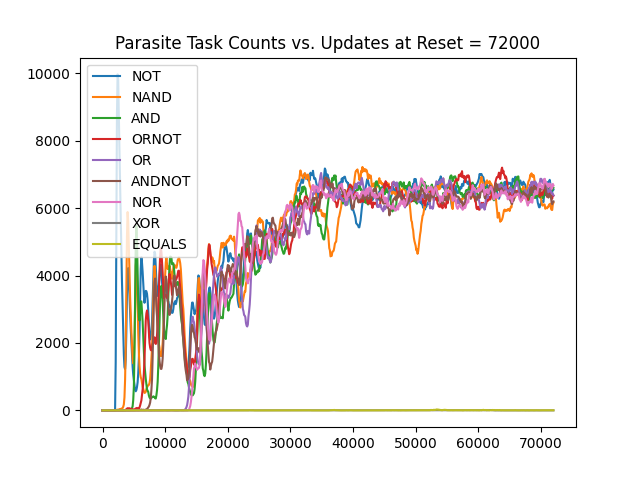 Parasite Task Counts vs. Updates at Reset = 72000
10000
8000
6000
4000
2000
0
NOT
NAND
AND
ORNOT
OR
ANDNOT
NOR
XOR
EQUALS
0 10000 20000 30000 40000 50000 60000 70000